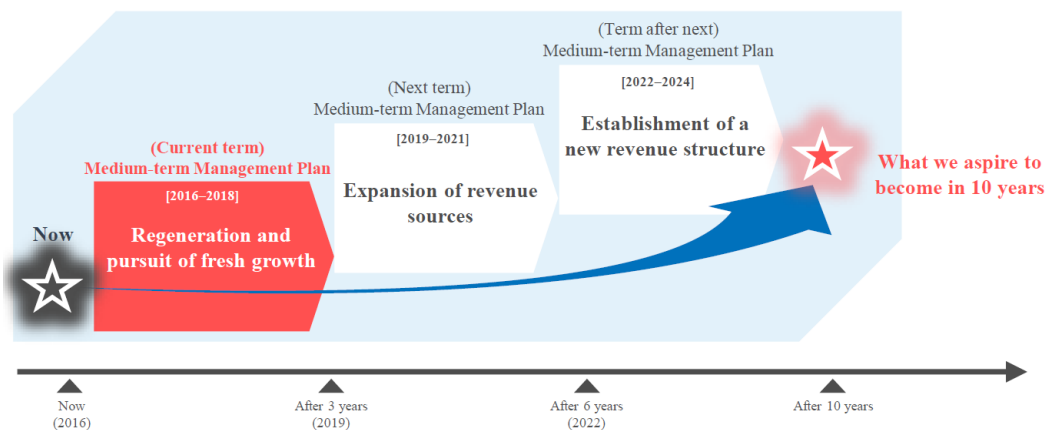 (Term after next)
Medium-term Management Plan
[2022–2024]
Establishment of a
new revenue structure
(Next term)
Medium-term Management Plan
[2019–2021]
Expansion of revenue
sources
(Current term)
Medium-term Management Plan
[2016–2018]
Regeneration and
pursuit of fresh growth
Now
What we aspire to
become in 10 years
Now
(2016)
After 3 years
(2019)
After 6 years
(2022)
After 10 years